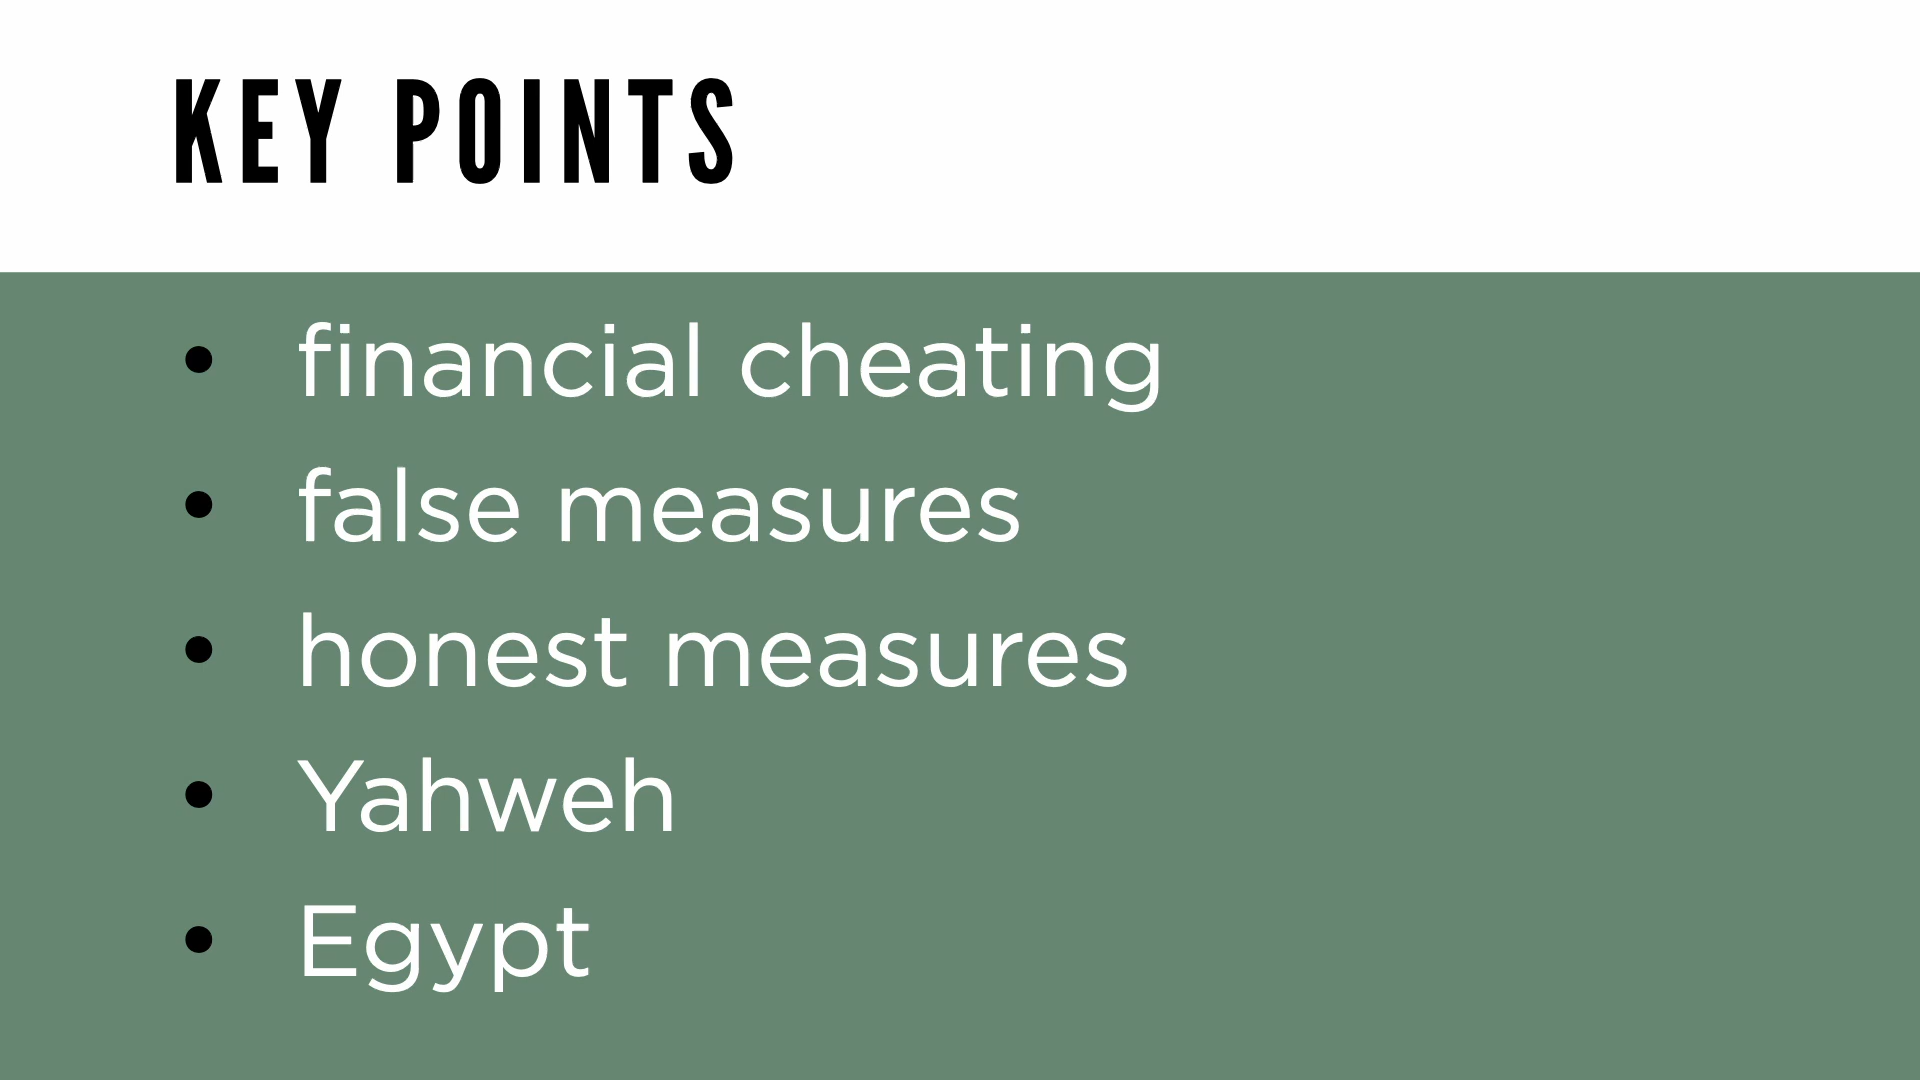 KEY POINTS
• financial cheating
• false measures
• honest measures
• Yahweh
• Egypt